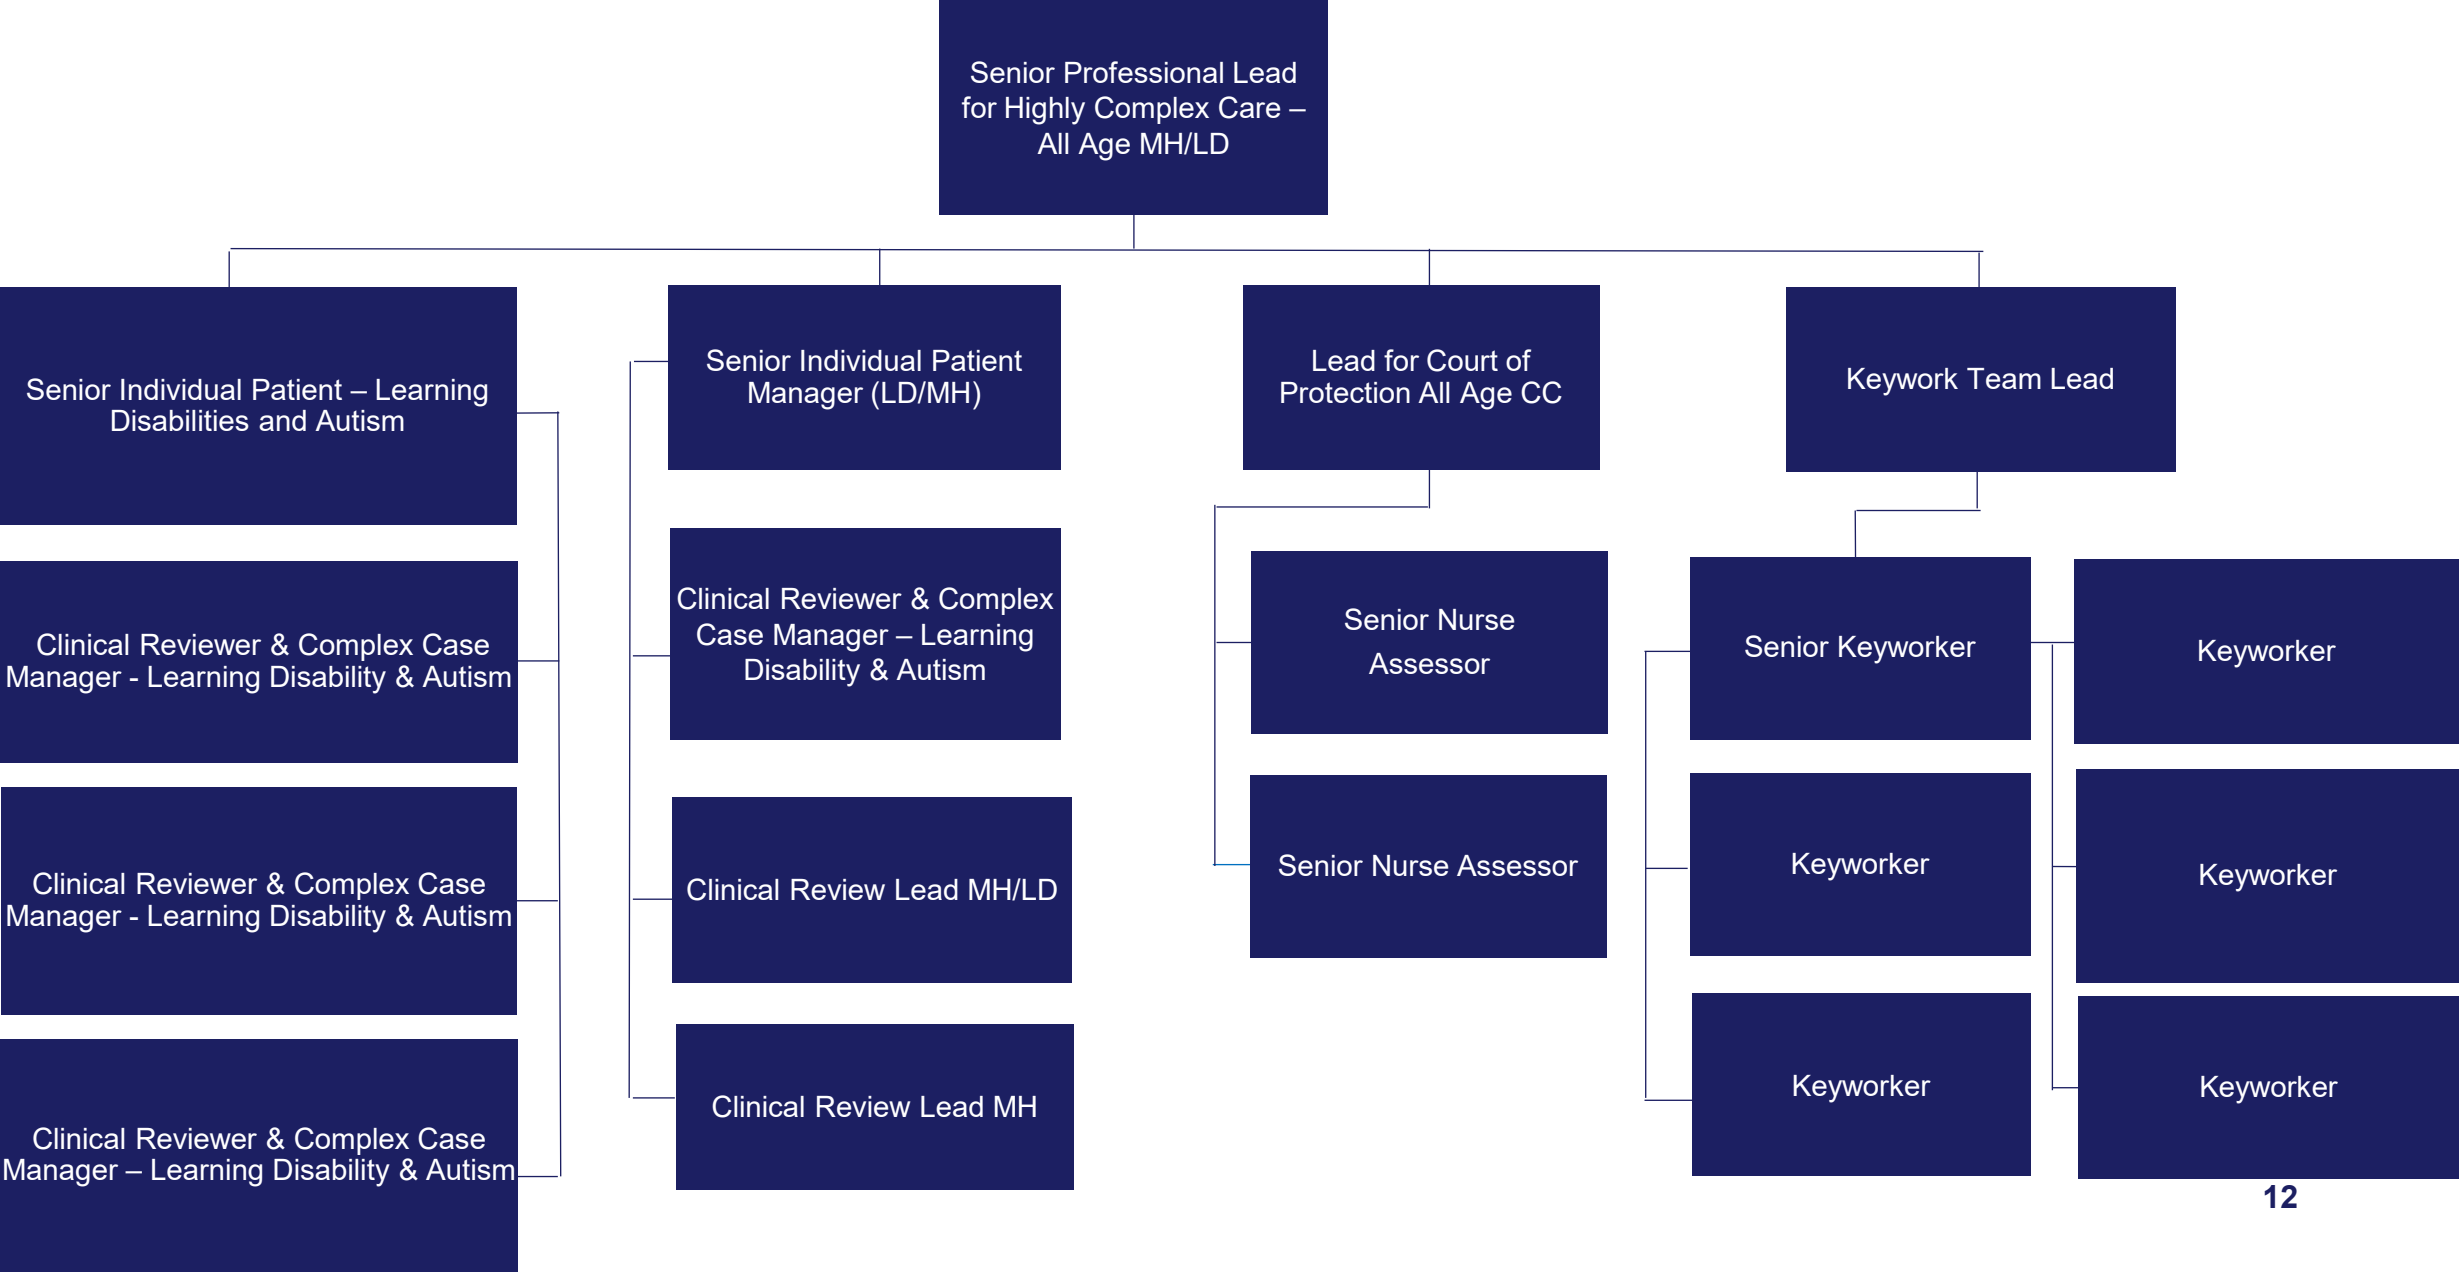 Senior Professional Lead
for Highly Complex Care –
All Age MH/LD
Senior Individual Patient – Learning
Disabilities and Autism
Senior Individual Patient
Manager (LD/MH)
Lead for Court of
Protection All Age CC
Keywork Team Lead
Clinical Reviewer & Complex Case
Manager - Learning Disability & Autism
Clinical Reviewer & Complex
Case Manager – Learning
Disability & Autism
Senior Nurse
Assessor
Senior Keyworker
Keyworker
Clinical Reviewer & Complex Case
Manager - Learning Disability & Autism
Clinical Review Lead MH/LD
Senior Nurse Assessor
Keyworker
Keyworker
Clinical Reviewer & Complex Case
Manager – Learning Disability & Autism
Clinical Review Lead MH
Keyworker
Keyworker
12